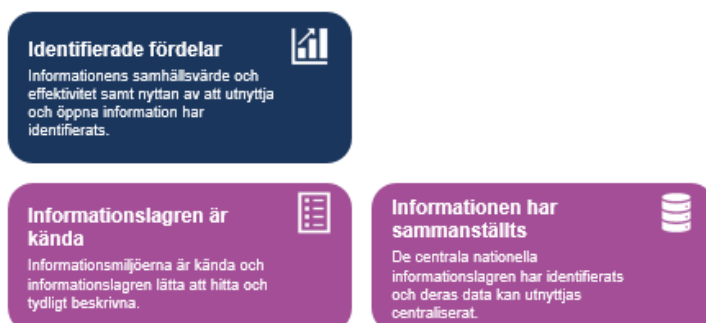 Identifierade fördelar
Informationens samhällsvärde och
effektivitet samt nyttan av att utnyttja
och öppna information har
identifierats.
Informationslagren är
kända
Informationsmiljöerna är kända och
informationslagren lätta att hitta och
tydligt beskrivna.
Informationen har
sammanställts
De centrala nationella
informationslagren har identifierats
och deras data kan utnyttjas
centraliserat.